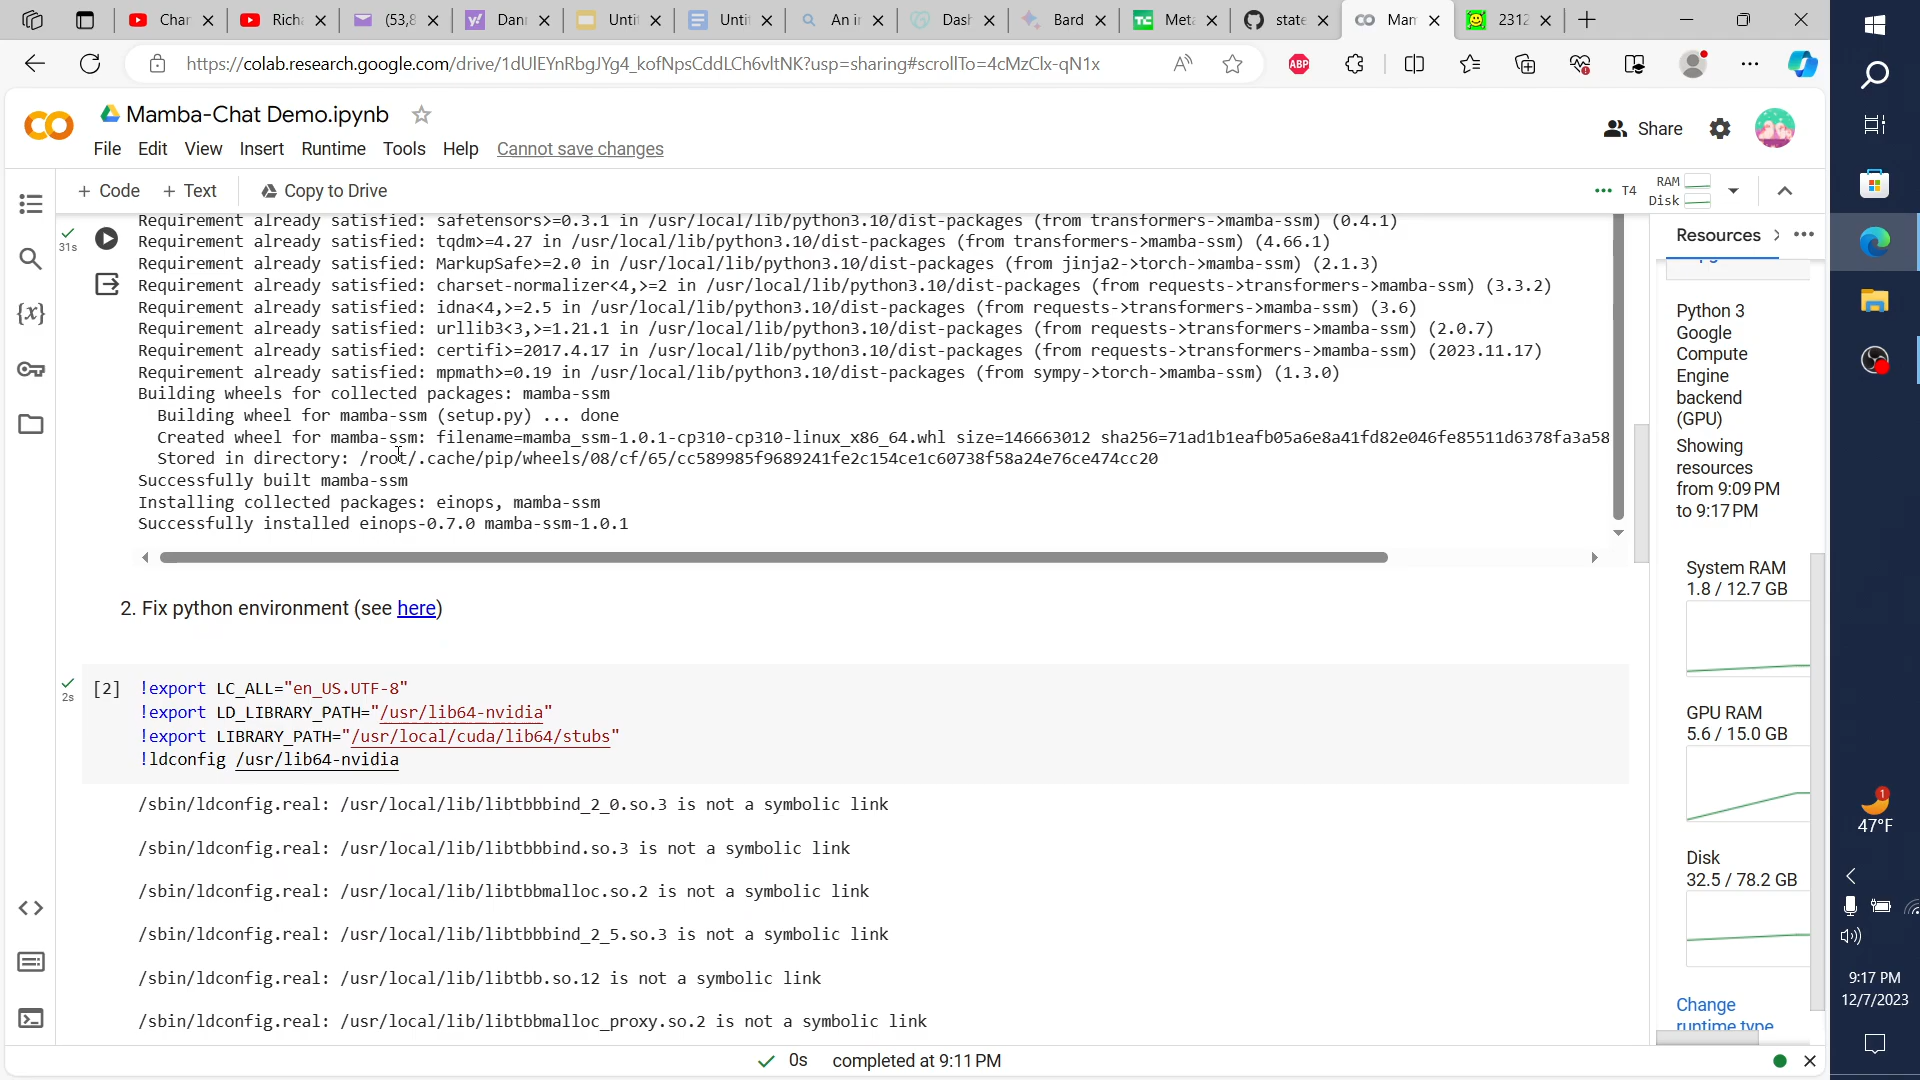 Char
Rich
(53,8
Dann
Untit
Untit
An ir
Dash
Bard
Meta
state
Mam
2312
ABP
https://colab.research.google.com/drive/1dUlEYnRbgJYg4_kofNpsCddLCh6vltNK?usp=sharing#scrollTo=4cMzClx-qN1x
Mamba-Chat Demo.ipynb
File Edit View Insert Runtime Tools Help Cannot save changes
Share
+ Code + Text Copy to Drive
T4
RAM
Disk
31s
Requirement already satisfied: safetensors>=0.3.1 in /usr/local/lib/python3.10/dist-packages (from transformers->mamba-ssm) (0.4.1)
Requirement already satisfied: tqdm>=4.27 in /usr/local/lib/python3.10/dist-packages (from transformers->mamba-ssm) (4.66.1)
Requirement already satisfied: MarkupSafe>=2.0 in /usr/local/lib/python3.10/dist-packages (from jinja2->torch->mamba-ssm) (2.1.3)
Requirement already satisfied: charset-normalizer<4,>=2 in /usr/local/lib/python3.10/dist-packages (from requests->transformers->mamba-ssm) (3.3.2)
Requirement already satisfied: idna<4,>=2.5 in /usr/local/lib/python3.10/dist-packages (from requests->transformers->mamba-ssm) (3.6)
Requirement already satisfied: urllib3<3,>=1.21.1 in /usr/local/lib/python3.10/dist-packages (from requests->transformers->mamba-ssm) (2.0.7)
Requirement already satisfied: certifi>=2017.4.17 in /usr/local/lib/python3.10/dist-packages (from requests->transformers->mamba-ssm) (2023.11.17)
Requirement already satisfied: mpmath>=0.19 in /usr/local/lib/python3.10/dist-packages (from sympy->torch->mamba-ssm) (1.3.0)
Building wheels for collected packages: mamba-ssm
Building wheel for mamba-ssm (setup.py) ... done
Created wheel for mamba-ssm: filename=mamba_ssm-1.0.1-cp310-cp310-linux_x86_64.whl size=146663012 sha256=71ad1b1eafb05a6e8a41fd82e046fe85511d6378fa3a58
Stored in directory: /root/.cache/pip/wheels/08/cf/65/cc589985f9689241fe2c154ce1c60738f58a24e76ce474cc20
Successfully built mamba-ssm
Installing collected packages: einops, mamba-ssm
Successfully installed einops-0.7.0 mamba-ssm-1.0.1
2. Fix python environment (see here)
2s
[2] !export LC_ALL="en_US.UTF-8"
!export LD_LIBRARY_PATH="/usr/lib64-nvidia"
!export LIBRARY_PATH="/usr/local/cuda/lib64/stubs"
!ldconfig /usr/lib64-nvidia
/sbin/ldconfig.real: /usr/local/lib/libtbbbind_2_0.so.3 is not a symbolic link
/sbin/ldconfig.real: /usr/local/lib/libtbbbind.so.3 is not a symbolic link
/sbin/ldconfig.real: /usr/local/lib/libtbbmalloc.so.2 is not a symbolic link
/sbin/ldconfig.real: /usr/local/lib/libtbbbind_2_5.so.3 is not a symbolic link
/sbin/ldconfig.real: /usr/local/lib/libtbb.so.12 is not a symbolic link
/sbin/ldconfig.real: /usr/local/lib/libtbbmalloc_proxy.so.2 is not a symbolic link
0s completed at 9:11 PM
Resources
Python 3
Google
Compute
Engine
backend
(GPU)
Showing
resources
from 9:09 PM
to 9:17 PM
System RAM
1.8 / 12.7 GB
GPU RAM
5.6 / 15.0 GB
Disk
32.5 / 78.2 GB
Change
runtime type
1
47°F
9:17 PM
12/7/2023